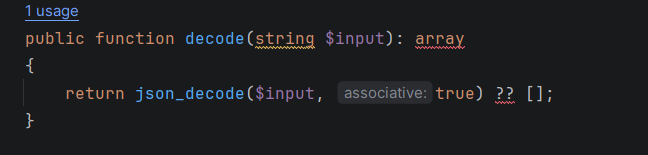 1 usage
public function decode(string $input): array
{
    return json_decode($input, associative: true) ?? [];
}